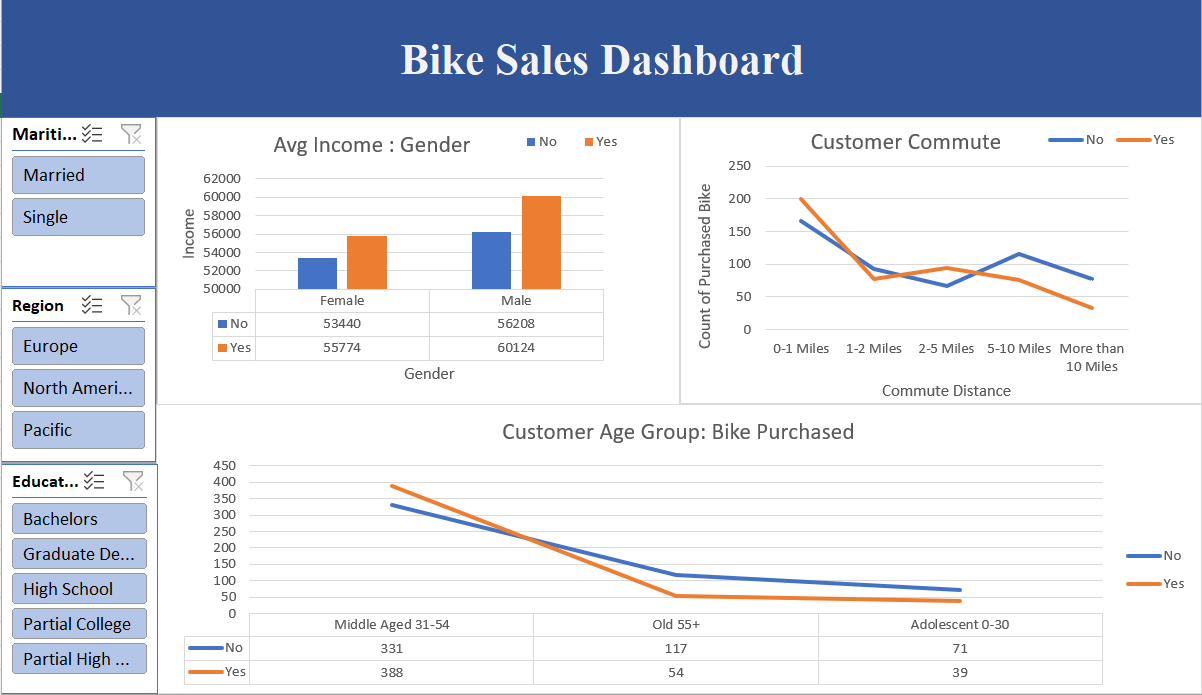 Bike Sales Dashboard
Mariti...
Married
Single
Region
Europe
North Ameri...
Pacific
Educat...
Bachelors
Graduate De...
High School
Partial College
Partial High ...
Avg Income : Gender
No Yes
62000
60000
58000
56000
54000
52000
50000
Income
Female Male
No 53440 56208
Yes 55774 60124
Gender
Customer Commute
No Yes
250
200
150
100
50
0
Count of Purchased Bike
0-1 Miles 1-2 Miles 2-5 Miles 5-10 Miles More than
10 Miles
Commute Distance
Customer Age Group: Bike Purchased
450
400
350
300
250
200
150
100
50
0
Middle Aged 31-54 Old 55+ Adolescent 0-30
No 331 117 71
Yes 388 54 39
No
Yes